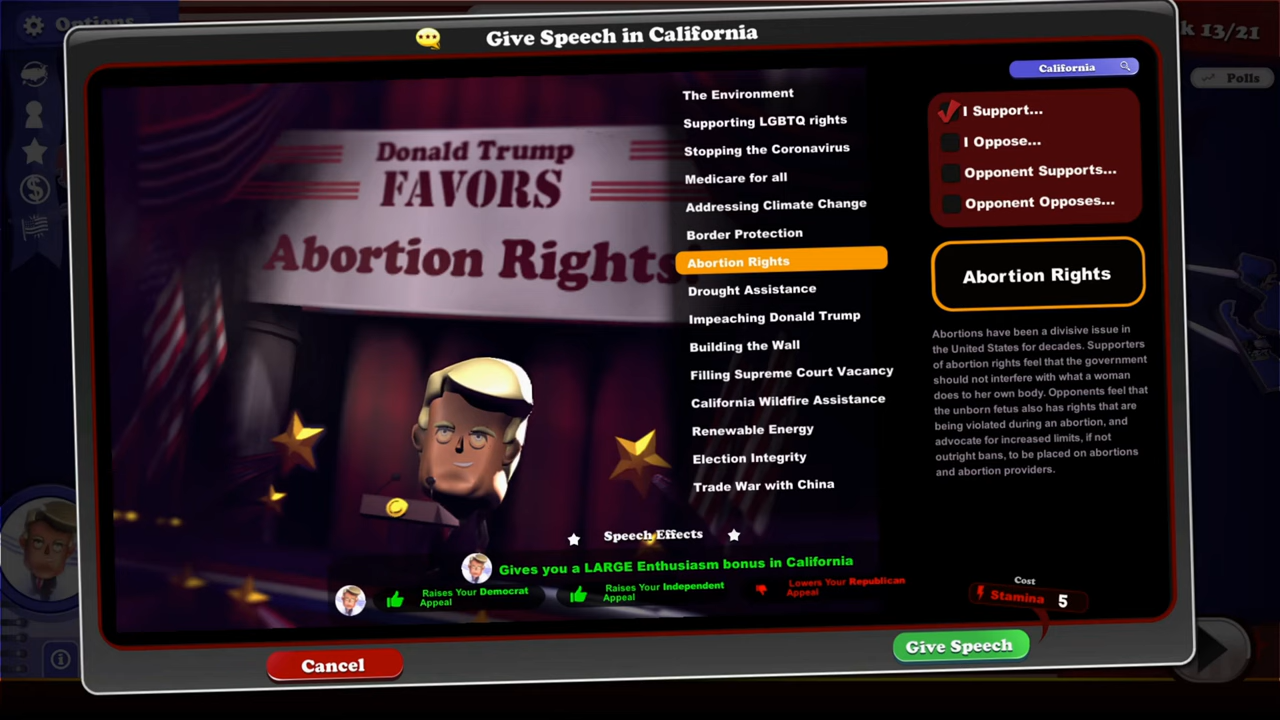 Options
Give Speech in California
k 13/21
Polls
California
Donald Trump
FAVORS
Abortion Rights.
The Environment
Supporting LGBTQ rights
Stopping the Coronavirus
Medicare for all
Addressing Climate Change
Border Protection
Abortion Rights
Drought Assistance
Impeaching Donald Trump
Building the Wall
Filling Supreme Court Vacancy
California Wildfire Assistance
Renewable Energy
Election Integrity
Trade War with China
I Support...
I Oppose...
Opponent Supports...
Opponent Opposes...
Abortion Rights
Abortions have been a divisive issue in
the United States for decades. Supporters
of abortion rights feel that the government
should not interfere with what a woman
does to her own body. Opponents feel that
the unborn fetus also has rights that are
being violated during an abortion, and
advocate for increased limits, if not
outright bans, to be placed on abortions
and abortion providers.
Speech Effects
Gives you a LARGE Enthusiasm bonus in California
Raises Your Democrat
Appeal
Raises Your Independent
Appeal
Lowers Your Republican
Appeal
Cost
Stamina 5
Cancel
Give Speech